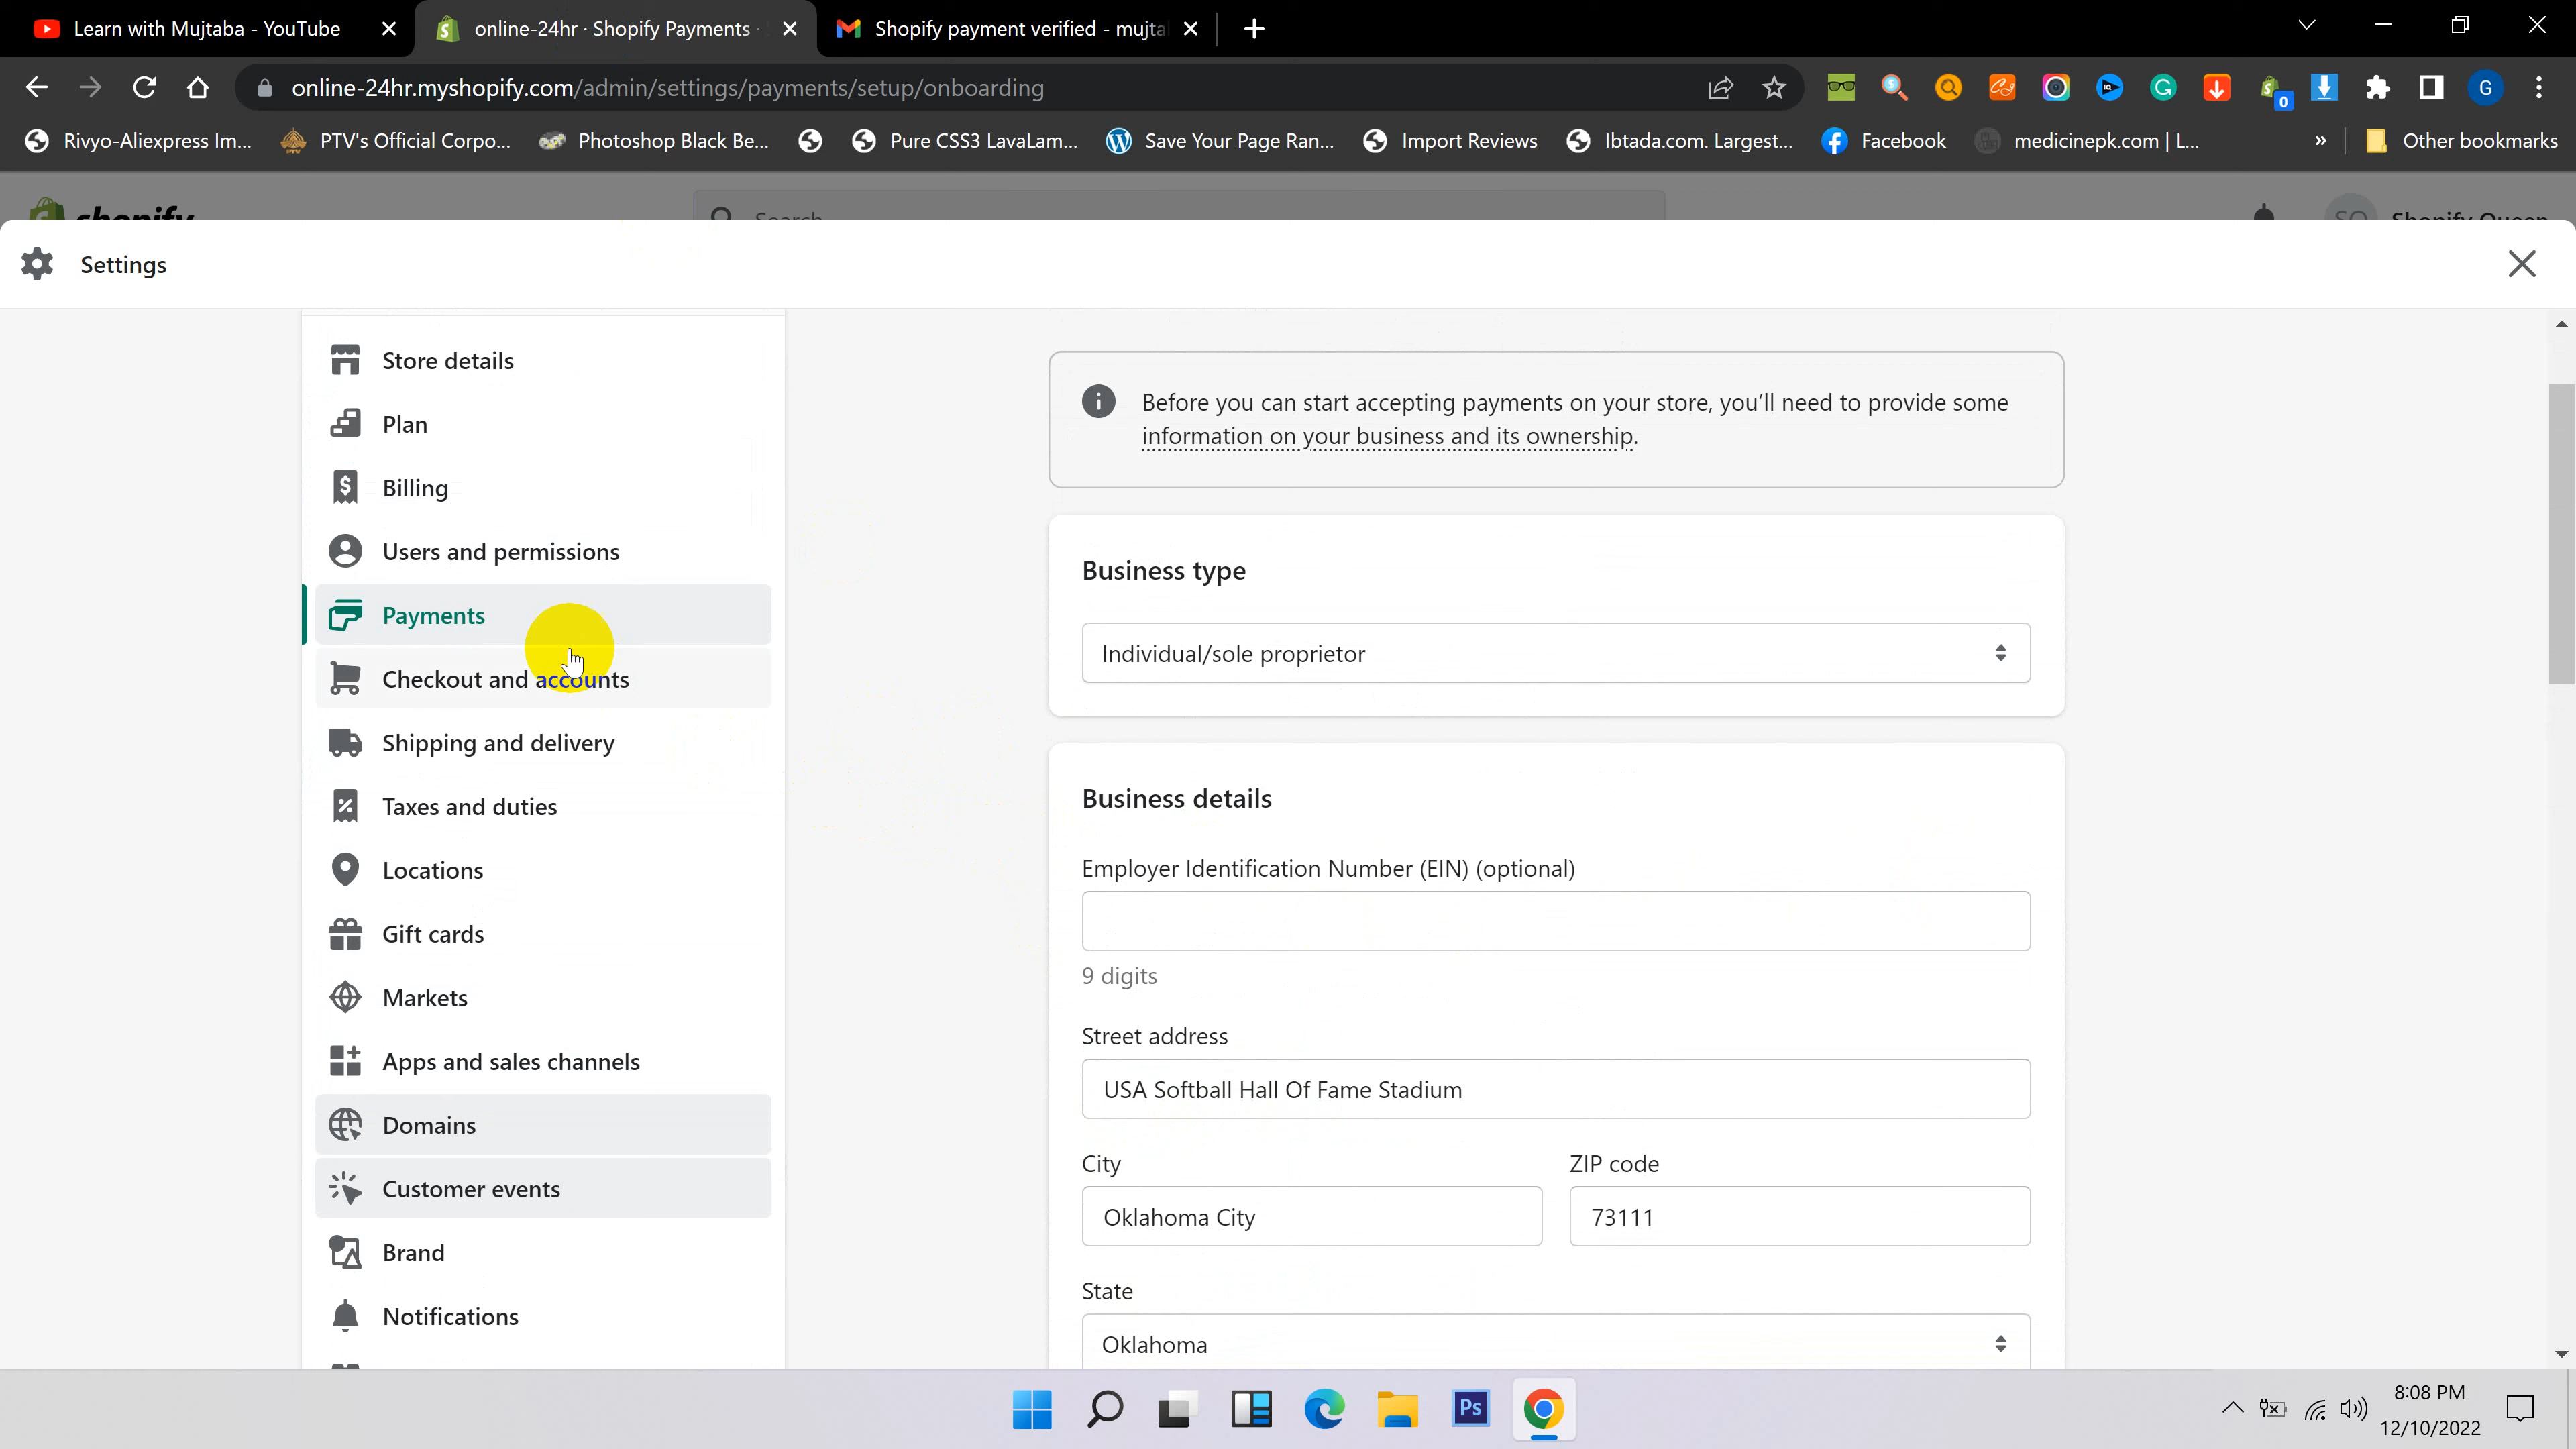 Learn with Mujtaba - YouTube
online-24hr · Shopify Payments ·
Shopify payment verified - mujta
online-24hr.myshopify.com/admin/settings/payments/setup/onboarding
G
0
G
Rivyo-Aliexpress Im...
PTV's Official Corpo...
Photoshop Black Be...
Pure CSS3 LavaLam...
Save Your Page Ran...
Import Reviews
Ibtada.com. Largest...
Facebook
medicinepk.com | L...
»
Other bookmarks
shopify
Search
SQ
Shopify Queen
Settings
Store details
Plan
Billing
Users and permissions
Payments
Checkout and accounts
Shipping and delivery
Taxes and duties
Locations
Gift cards
Markets
Apps and sales channels
Domains
Customer events
Brand
Notifications
Before you can start accepting payments on your store, you'll need to provide some
information on your business and its ownership.
Business type
Individual/sole proprietor
Business details
Employer Identification Number (EIN) (optional)
9 digits
Street address
USA Softball Hall Of Fame Stadium
City
ZIP code
Oklahoma City
73111
State
Oklahoma
Ps
8:08 PM
12/10/2022